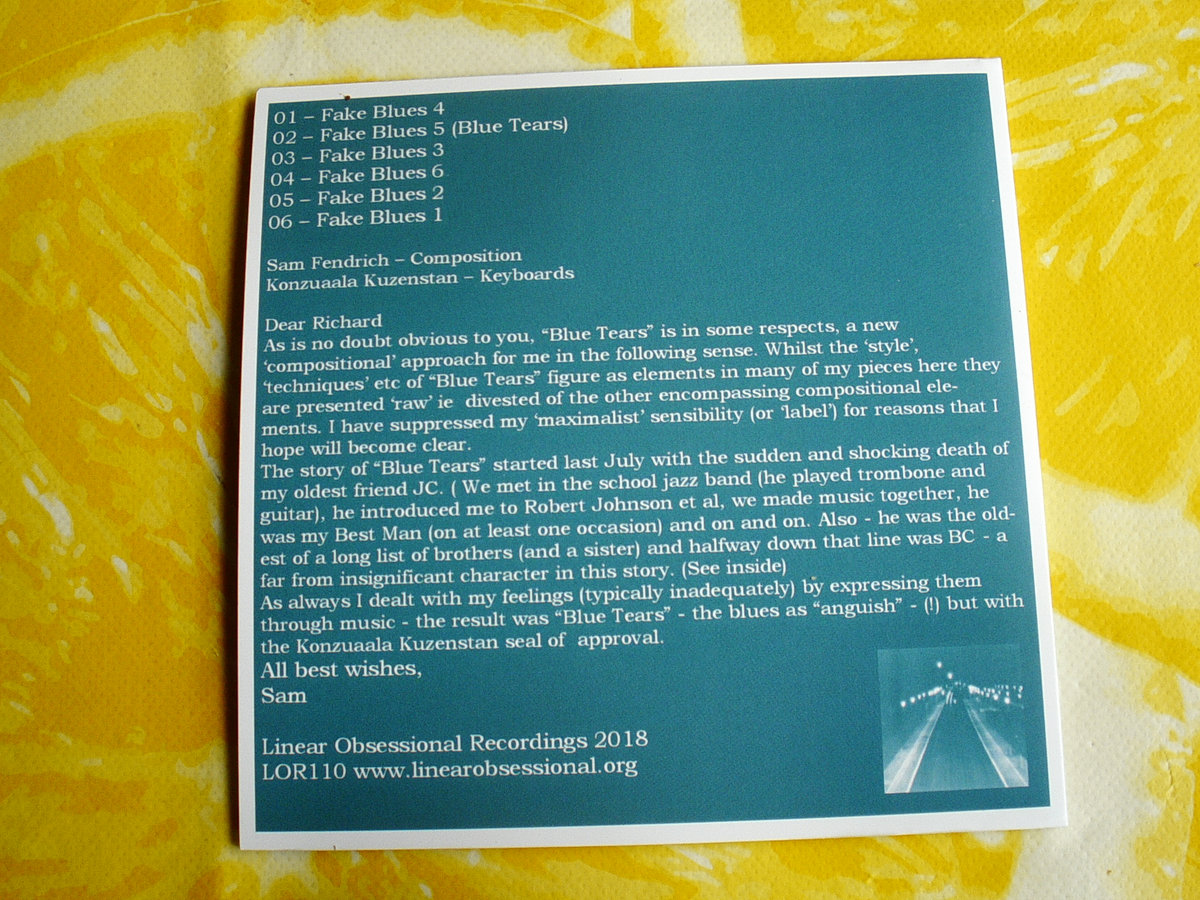 01 – Fake Blues 4
02 – Fake Blues 5 (Blue Tears)
03 – Fake Blues 3
04 – Fake Blues 6
05 – Fake Blues 2
06 – Fake Blues 1
Sam Fendrich – Composition
Konzuaala Kuzenstan – Keyboards
Dear Richard
As is no doubt obvious to you, “Blue Tears” is in some respects, a new
‘compositional’ approach for me in the following sense. Whilst the ‘style’,
‘techniques’ etc of “Blue Tears” figure as elements in many of my pieces here they
are presented ‘raw’ ie  divested of the other encompassing compositional ele-
ments. I have suppressed my ‘maximalist’ sensibility (or ‘label’) for reasons that I
hope will become clear.
The story of “Blue Tears” started last July with the sudden and shocking death of
my oldest friend JC. ( We met in the school jazz band (he played trombone and
guitar), he introduced me to Robert Johnson et al, we made music together, he
was my Best Man (on at least one occasion) and on and on. Also - he was the old-
est of a long list of brothers (and a sister) and halfway down that line was BC - a
far from insignificant character in this story. (See inside)
As always I dealt with my feelings (typically inadequately) by expressing them
through music - the result was “Blue Tears” - the blues as “anguish” - (!) but with
the Konzuaala Kuzenstan seal of  approval.
All best wishes,
Sam
Linear Obsessional Recordings 2018
LOR110 www.linearobsessional.org